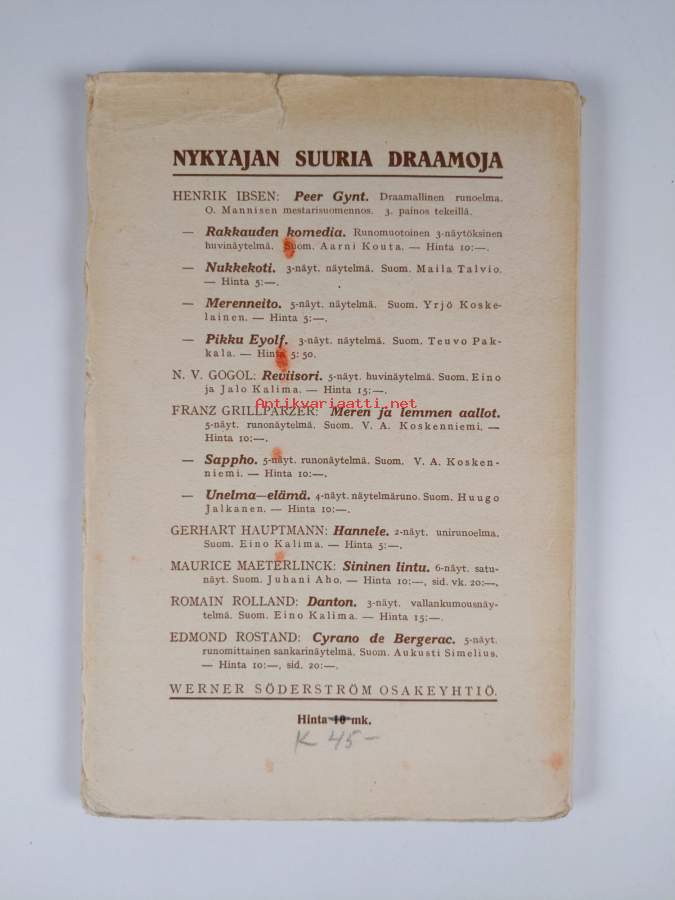 NYKYAJAN SUURIA DRAAMOJA
HENRIK IBSEN: Peer Gynt. Draamallinen runoelma.
O. Mannisen mestarisuomennos. 3. painos tekeillä.
— Rakkauden komedia. Runomuotoinen 3-näytöksinen
huvinäytelmä. Suom. Aarni Kouta. — Hinta 10:—.
— Nukkekoti. 3-näyt. näytelmä. Suom. Maila Talvio.
— Hinta 5:—.
— Merenneito. 5-näyt. näytelmä. Suom. Yrjö Koske-
lainen. — Hinta 5:—.
— Pikku Eyolf. 3-näyt. näytelmä. Suom. Teuvo Pak-
kala. — Hinta 5: 50.
N. V. GOGOL: Reviisori. 5-näyt. huvinäytelmä. Suom. Eino
ja Jalo Kalima. — Hinta 15:—.
Antikvariaatti.net
FRANZ GRILLPARZER: Meren ja lemmen aallot.
5-näyt. runonäytelmä. Suom. V. A. Koskenniemi. —
Hinta 10:—.
— Sappho. 5-näyt. runonäytelmä. Suom. V. A. Kosken-
niemi. — Hinta 10:—.
— Unelma—elämä. 4-näyt. näytelmäruno. Suom. Huugo
Jalkanen. — Hinta 10:—.
GERHART HAUPTMANN: Hannele. 2-näyt. unirunoelma.
Suom. Eino Kalima. — Hinta 5:—.
MAURICE MAETERLINCK: Sininen lintu. 6-näyt. satu-
näyt. Suom. Juhani Aho. — Hinta 10:—, sid. vk. 20:—.
ROMAIN ROLLAND: Danton. 3-näyt. vallankumousnäy-
telmä. Suom. Eino Kalima. — Hinta 15:—.
EDMOND ROSTAND: Cyrano de Bergerac. 5-näyt.
runomittainen sankarinäytelmä. Suom. Aukusti Simelius.
— Hinta 10:—, sid. 20:—.
WERNER SÖDERSTRÖM OSAKEYHTIÖ.
Hinta 10 mk.
K 45-